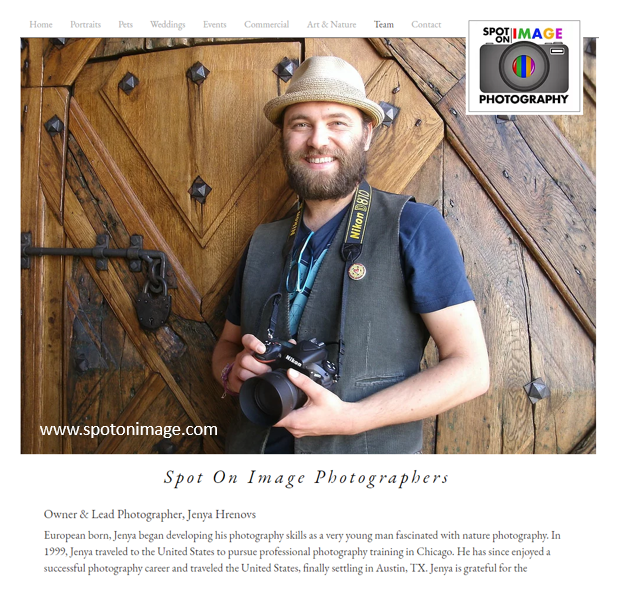 Home Portraits Pets Weddings Events Commercial Art & Nature Team Contact
SPOT ON IMAGE
PHOTOGRAPHY
Nikon D810
Nikon
www.spotonimage.com
Spot On Image Photographers
Owner & Lead Photographer, Jenya Hrenovs
European born, Jenya began developing his photography skills as a very young man fascinated with nature photography. In
1999, Jenya traveled to the United States to pursue professional photography training in Chicago. He has since enjoyed a
successful photography career and traveled the United States, finally settling in Austin, TX. Jenya is grateful for the